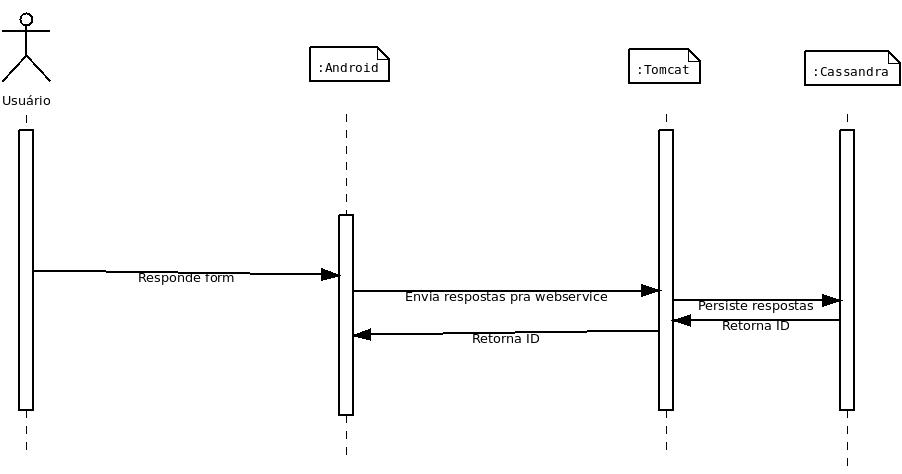 :Android
:Tomcat
:Cassandra
Usuário
Responde form
Envia respostas pra webservice
Persiste respostas
Retorna ID
Retorna ID